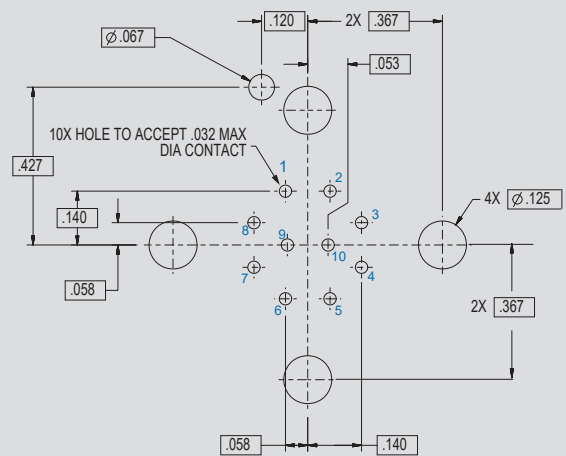 .120
2X .367
Ø.067
.053
10X HOLE TO ACCEPT .032 MAX
DIA CONTACT
.427
1
2
.140
3
4X Ø.125
8
9
10
.058
7
4
2X .367
6
5
.058
.140